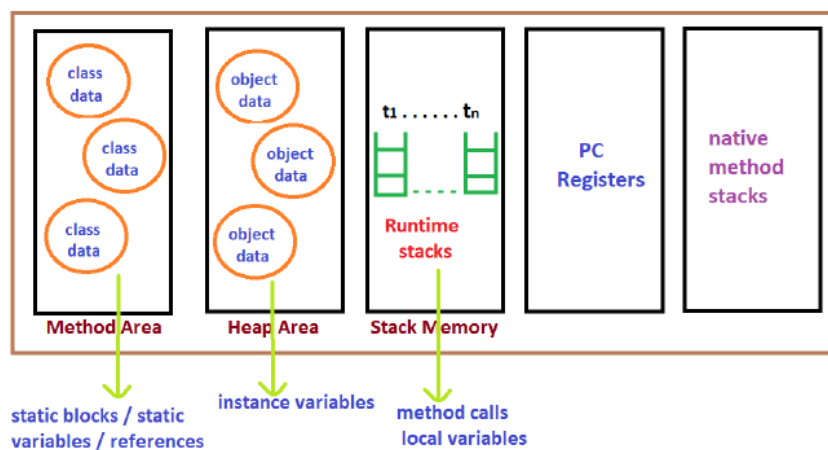 class
data
class
data
class
data
Method Area
object
data
object
data
object
data
Heap Area
t1 . . . . . . tn
Runtime
stacks
Stack Memory
PC
Registers
native
method
stacks
static blocks / static
variables / references
instance variables
method calls
local variables